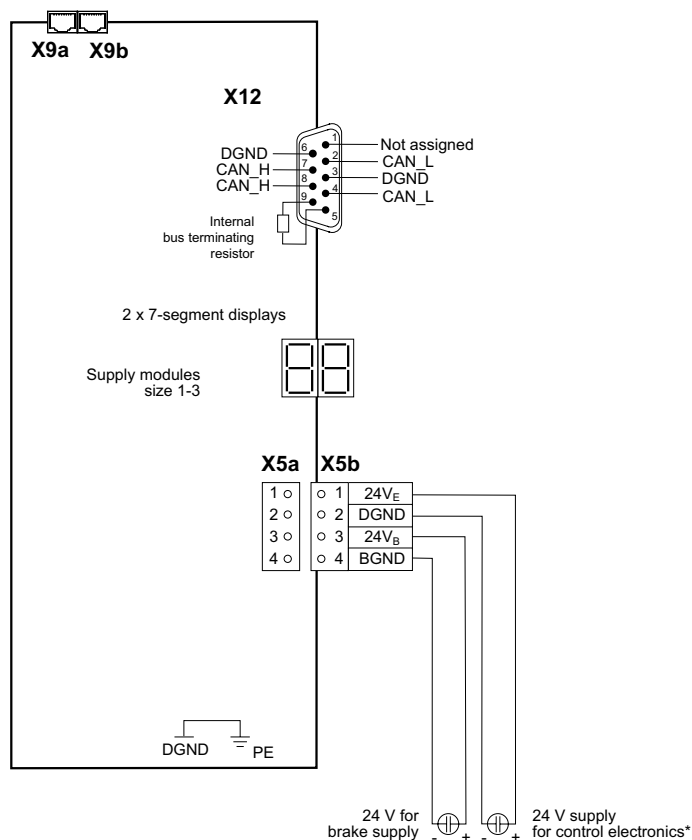 X9a X9b
X12
1
6 2
7 3
8 4
9 5
DGND
CAN_H
CAN_H
Not assigned
CAN_L
DGND
CAN_L
Internal
bus terminating
resistor
2 x 7-segment displays
Supply modules
size 1-3
X5a X5b
1 1 24VE
2 2 DGND
3 3 24VB
4 4 BGND
DGND PE
24 V for
brake supply
- + - +
24 V supply
for control electronics*